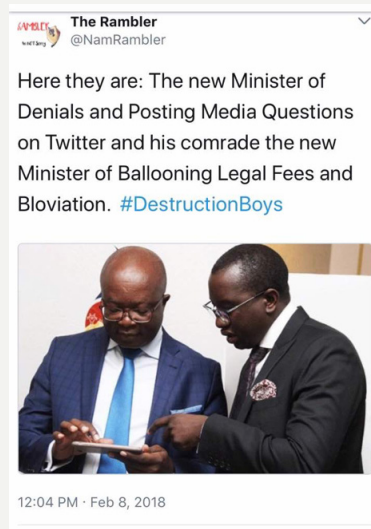 The Rambler
@NamRambler
Here they are: The new Minister of
Denials and Posting Media Questions
on Twitter and his comrade the new
Minister of Ballooning Legal Fees and
Bloviation. #DestructionBoys
12:04 PM · Feb 8, 2018